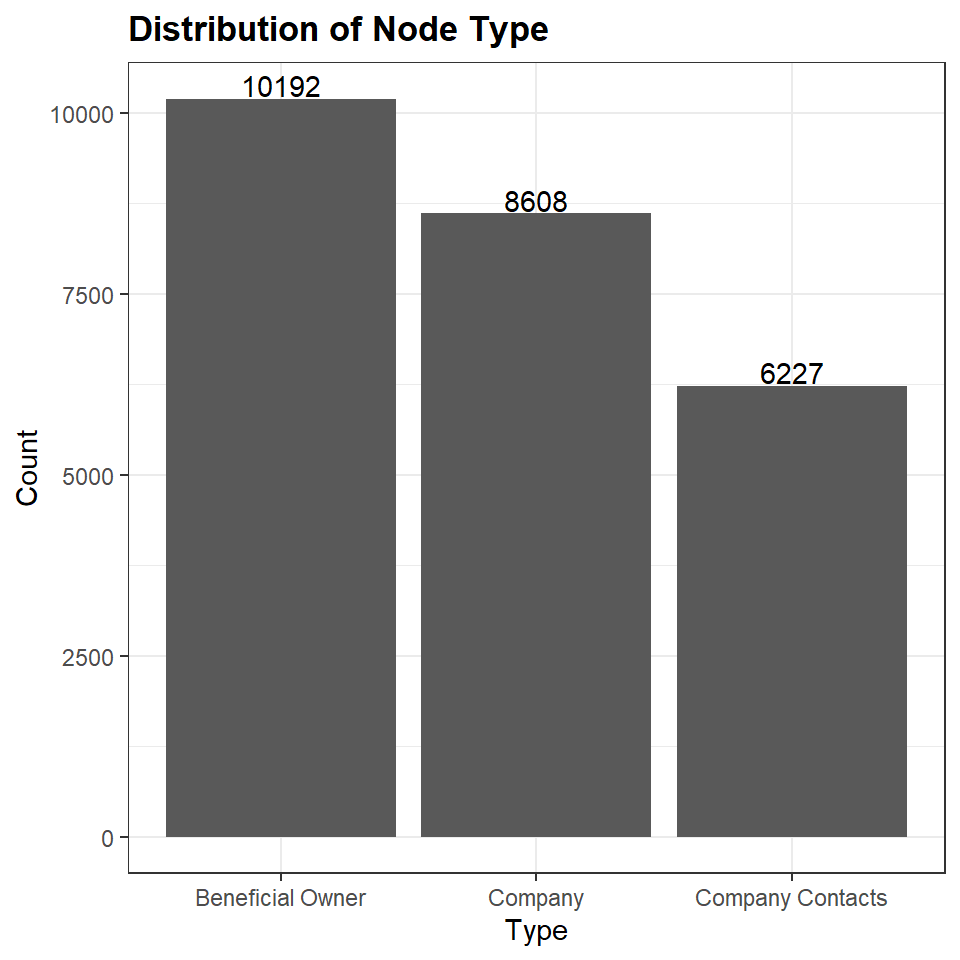 Distribution of Node Type
10192
8608
6227
10000
7500
5000
2500
0
Count
Beneficial Owner
Company
Company Contacts
Type